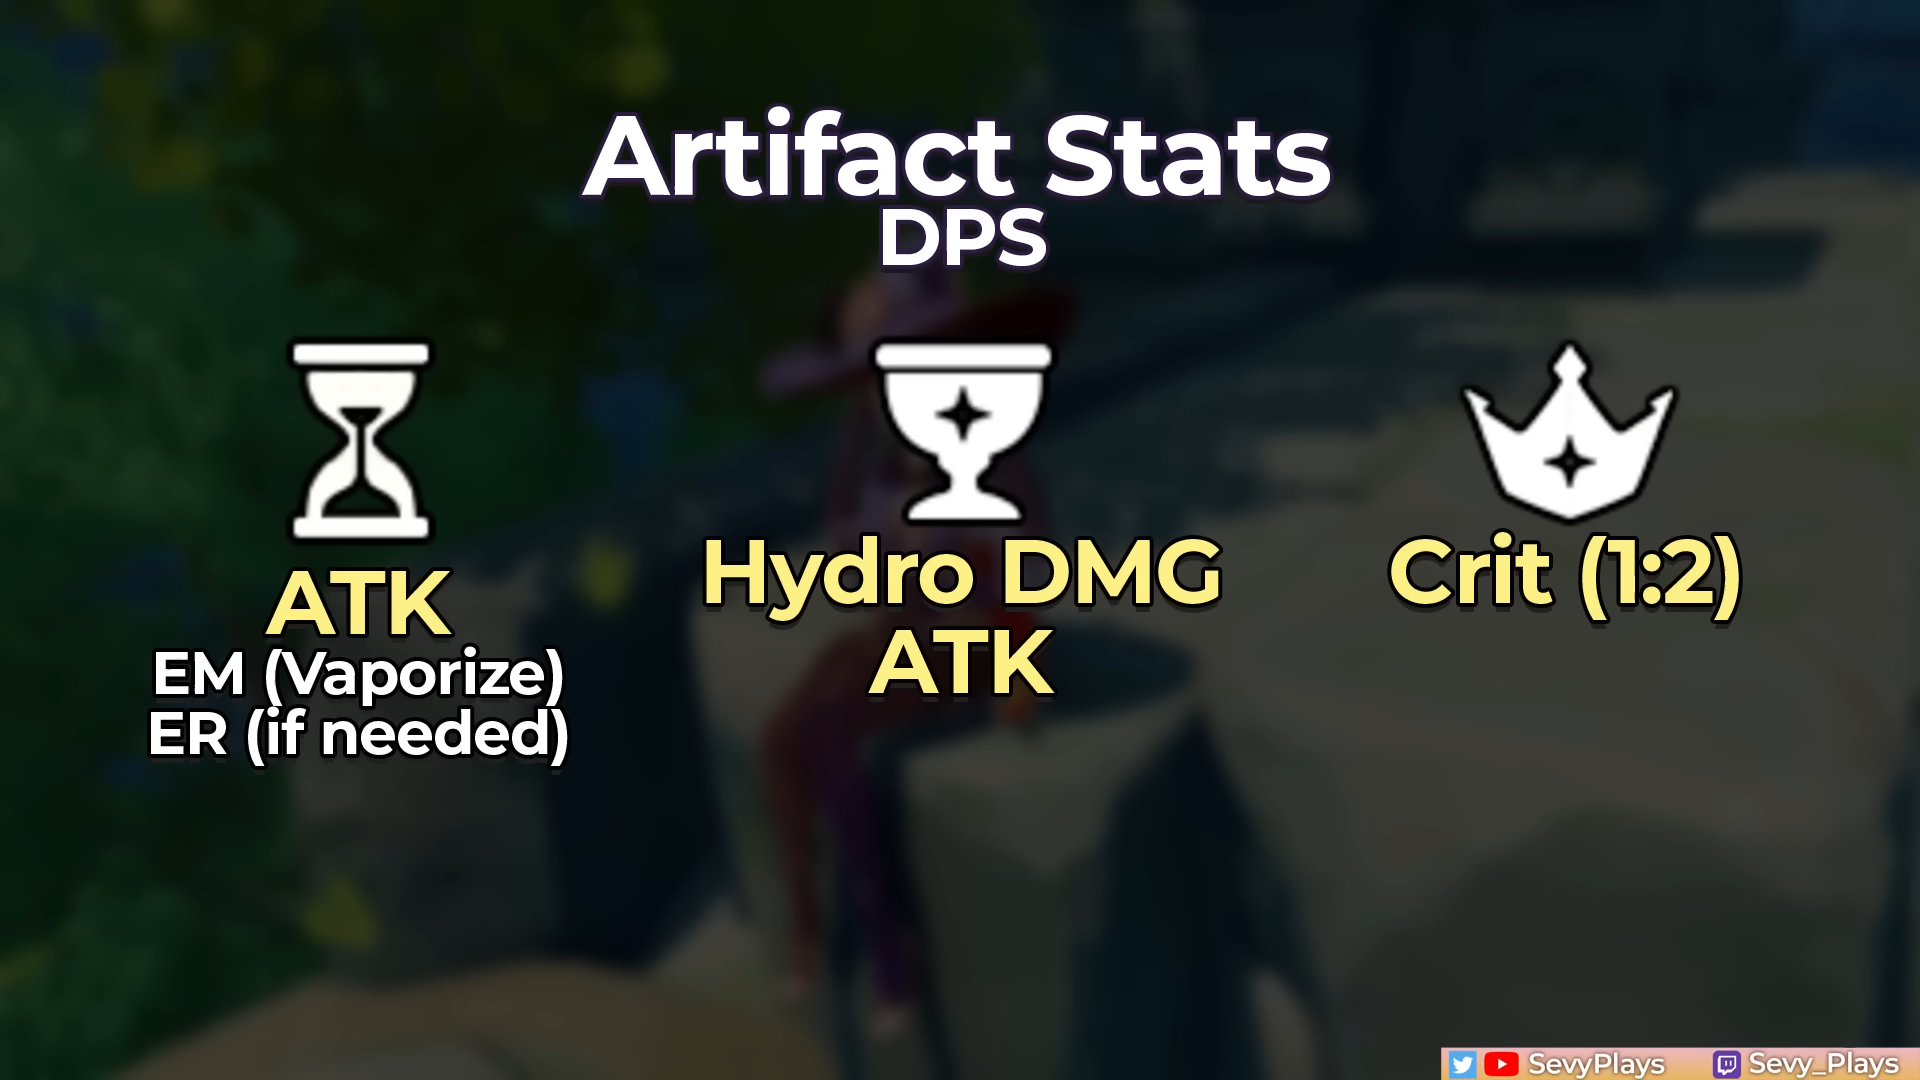 Artifact Stats
DPS
ATK
EM (Vaporize)
ER (if needed)
Hydro DMG
ATK
Crit (1:2)
SevyPlays
Sevy_Plays